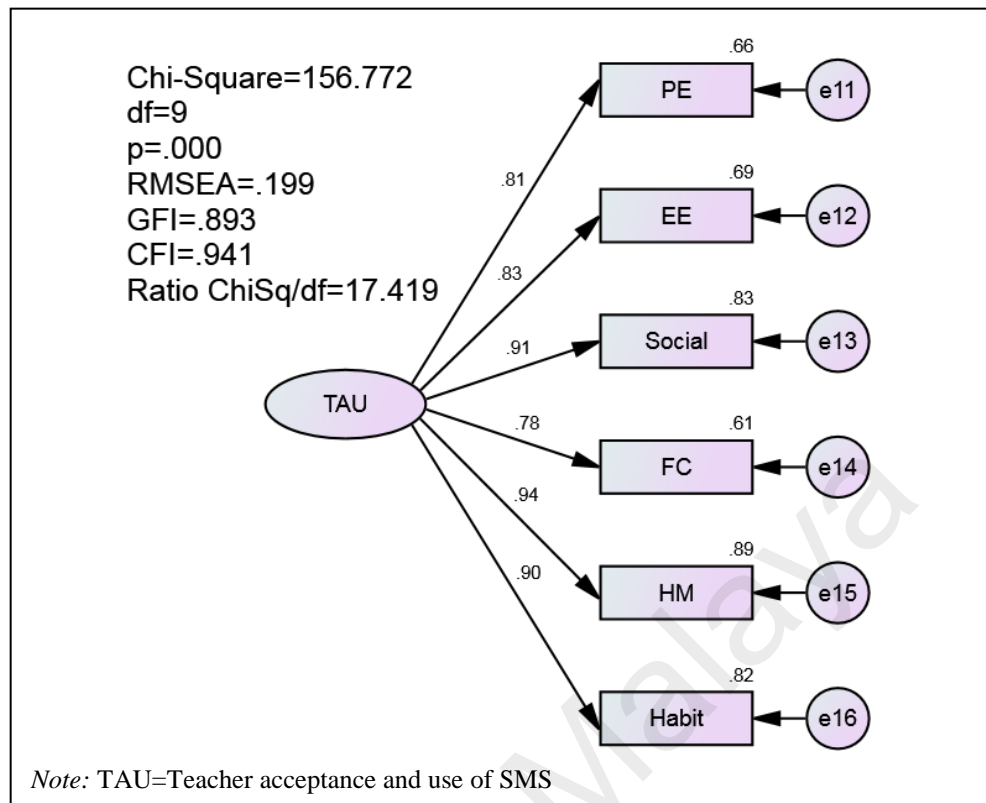 Chi-Square=156.772
df=9
p=.000
RMSEA=.199
GFI=.893
CFI=.941
Ratio ChiSq/df=17.419
.66
PE
e11
.81
.69
EE
e12
.83
.83
Social
e13
.91
TAU
.61
FC
e14
.78
.89
HM
e15
.94
.82
Habit
e16
.90
Malaya
Note: TAU=Teacher acceptance and use of SMS